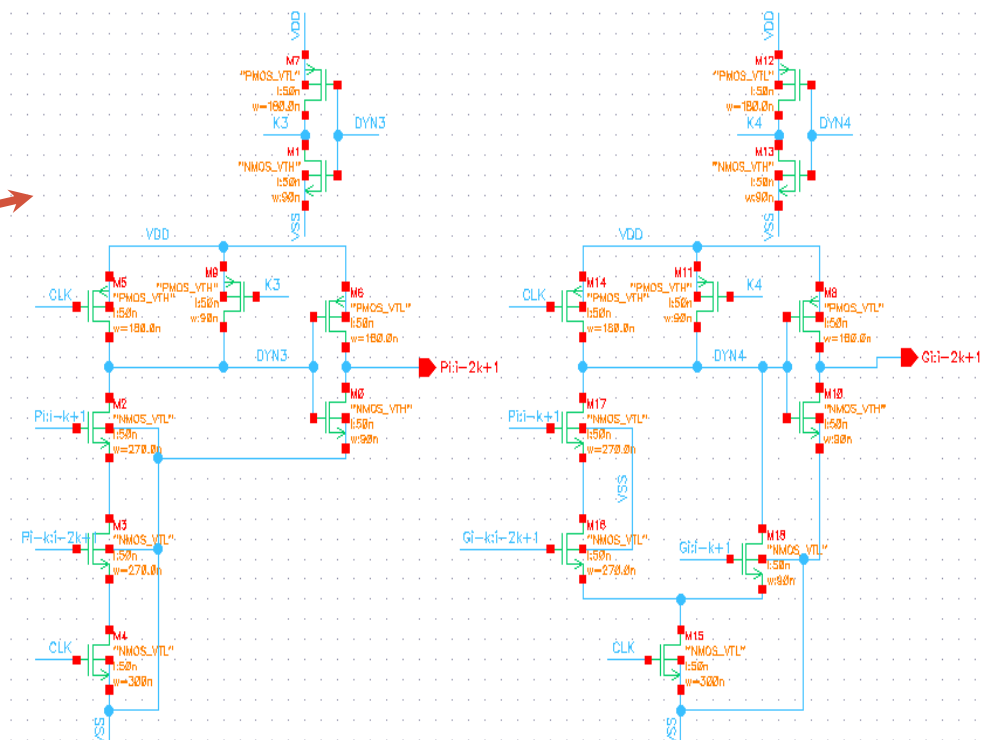 VDD
VDD
M7
"PMOS_VTL"
l:50n
w=180.0n
K3
DYN3
M1
"NMOS_VTH"
l:50n
w:90n
VSS
M12
"PMOS_VTL"
l:50n
w=180.0n
K4
DYN4
M13
"NMOS_VTH"
l:50n
w:90n
VSS
VDD
M5
"PMOS_VTH"
l:50n
w=180.0n
CLK
M9
"PMOS_VTH"
l:50n
w:90n
K3
M6
"PMOS_VTL"
l:50n
w=180.0n
DYN3
Pi:i-2k+1
M2
"NMOS_VTL"
l:50n
w=270.0n
Pi:i-k+1
M0
"NMOS_VTH"
l:50n
w:90n
M3
"NMOS_VTL"
l:50n
w=270.0n
Pi-k:i-2k+1
M4
"NMOS_VTL"
l:50n
w=300n
CLK
VSS
VDD
M14
"PMOS_VTH"
l:50n
w=180.0n
CLK
M11
"PMOS_VTH"
l:50n
w:90n
K4
M8
"PMOS_VTL"
l:50n
w=180.0n
DYN4
Gi:i-2k+1
M17
"NMOS_VTL"
l:50n
w=270.0n
Pi:i-k+1
M10
"NMOS_VTH"
l:50n
w:90n
VSS
M16
"NMOS_VTL"
l:50n
w=270.0n
Gi-k:i-2k+1
M18
"NMOS_VTL"
l:50n
w:90n
Gi:i-k+1
M15
"NMOS_VTL"
l:50n
w=300n
CLK
VSS